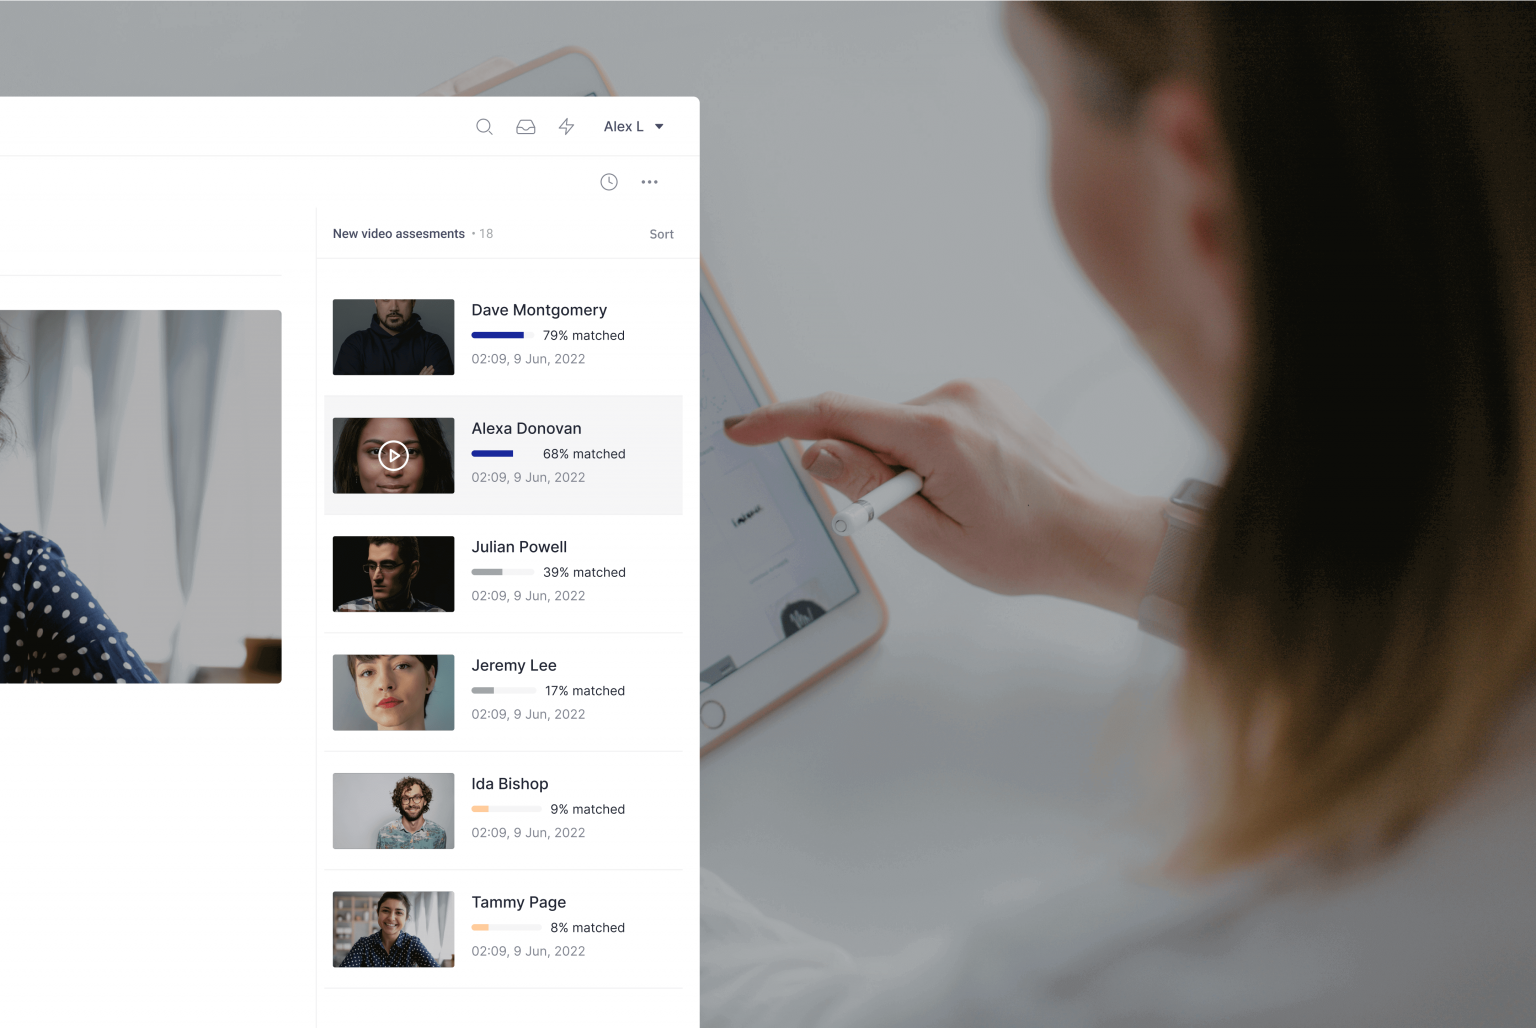 Alex L
New video assesments • 18
Sort
Dave Montgomery
79% matched
02:09, 9 Jun, 2022
Alexa Donovan
68% matched
02:09, 9 Jun, 2022
Julian Powell
39% matched
02:09, 9 Jun, 2022
Jeremy Lee
17% matched
02:09, 9 Jun, 2022
Ida Bishop
9% matched
02:09, 9 Jun, 2022
Tammy Page
8% matched
02:09, 9 Jun, 2022